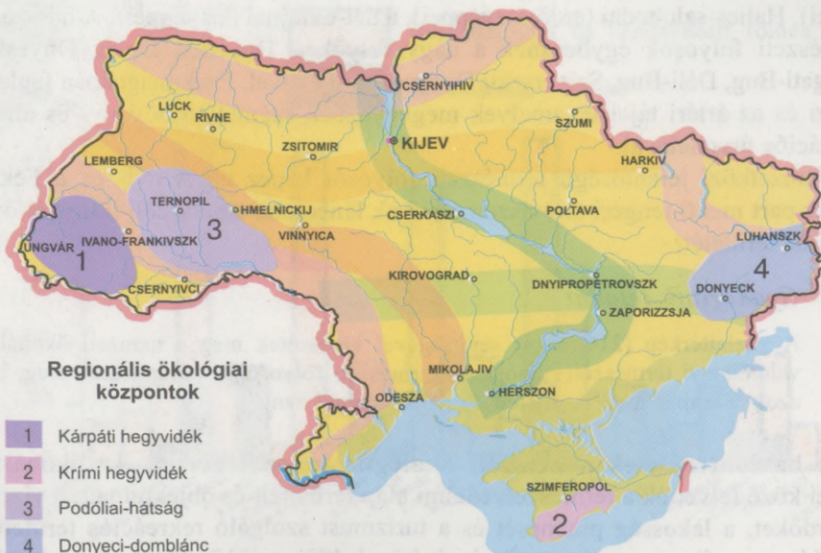 CSERNYIHIV
LUCK
RIVNE
SZUMI
KIJEV
ZSITOMIR
LEMBERG
HARKIV
TERNOPIL
HMELNICKIJ
CSERKASZI
POLTAVA
3
UNGVÁR
IVANO-FRANKIVSZK
VINNYICA
LUHANSZK
1
4
CSERNYIVCI
KIROVOGRAD
DNYIPROPETROVSZK
DONYECK
ZAPORIZZSJA
MIKOLAJIV
ODESZA
HERSZON
SZIMFEROPOL
2
Regionális ökológiai
központok
1 Kárpáti hegyvidék
2 Krími hegyvidék
3 Podóliai-hátság
4 Donyeci-domblánc